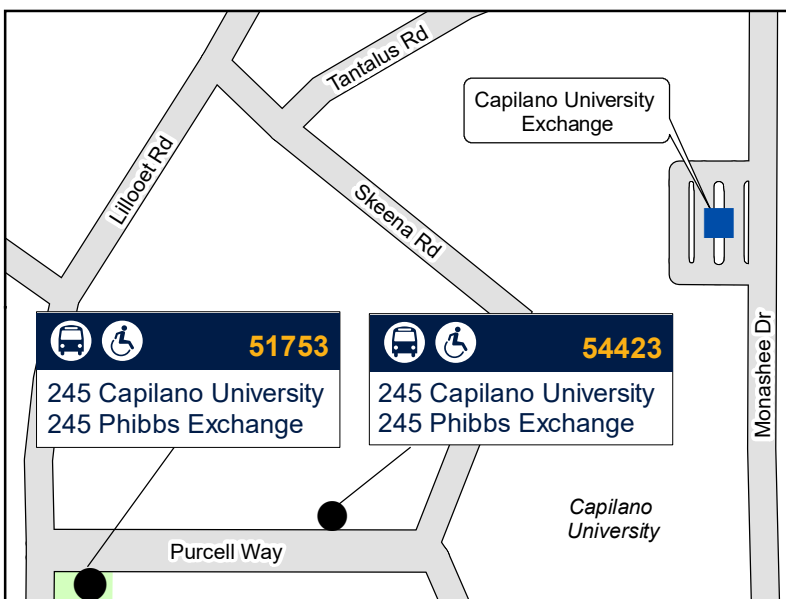 Tantalus Rd
Capilano University
Exchange
Lillooet Rd
Skeena Rd
51753
245 Capilano University
245 Phibbs Exchange
54423
245 Capilano University
245 Phibbs Exchange
Monashee Dr
Capilano
University
Purcell Way